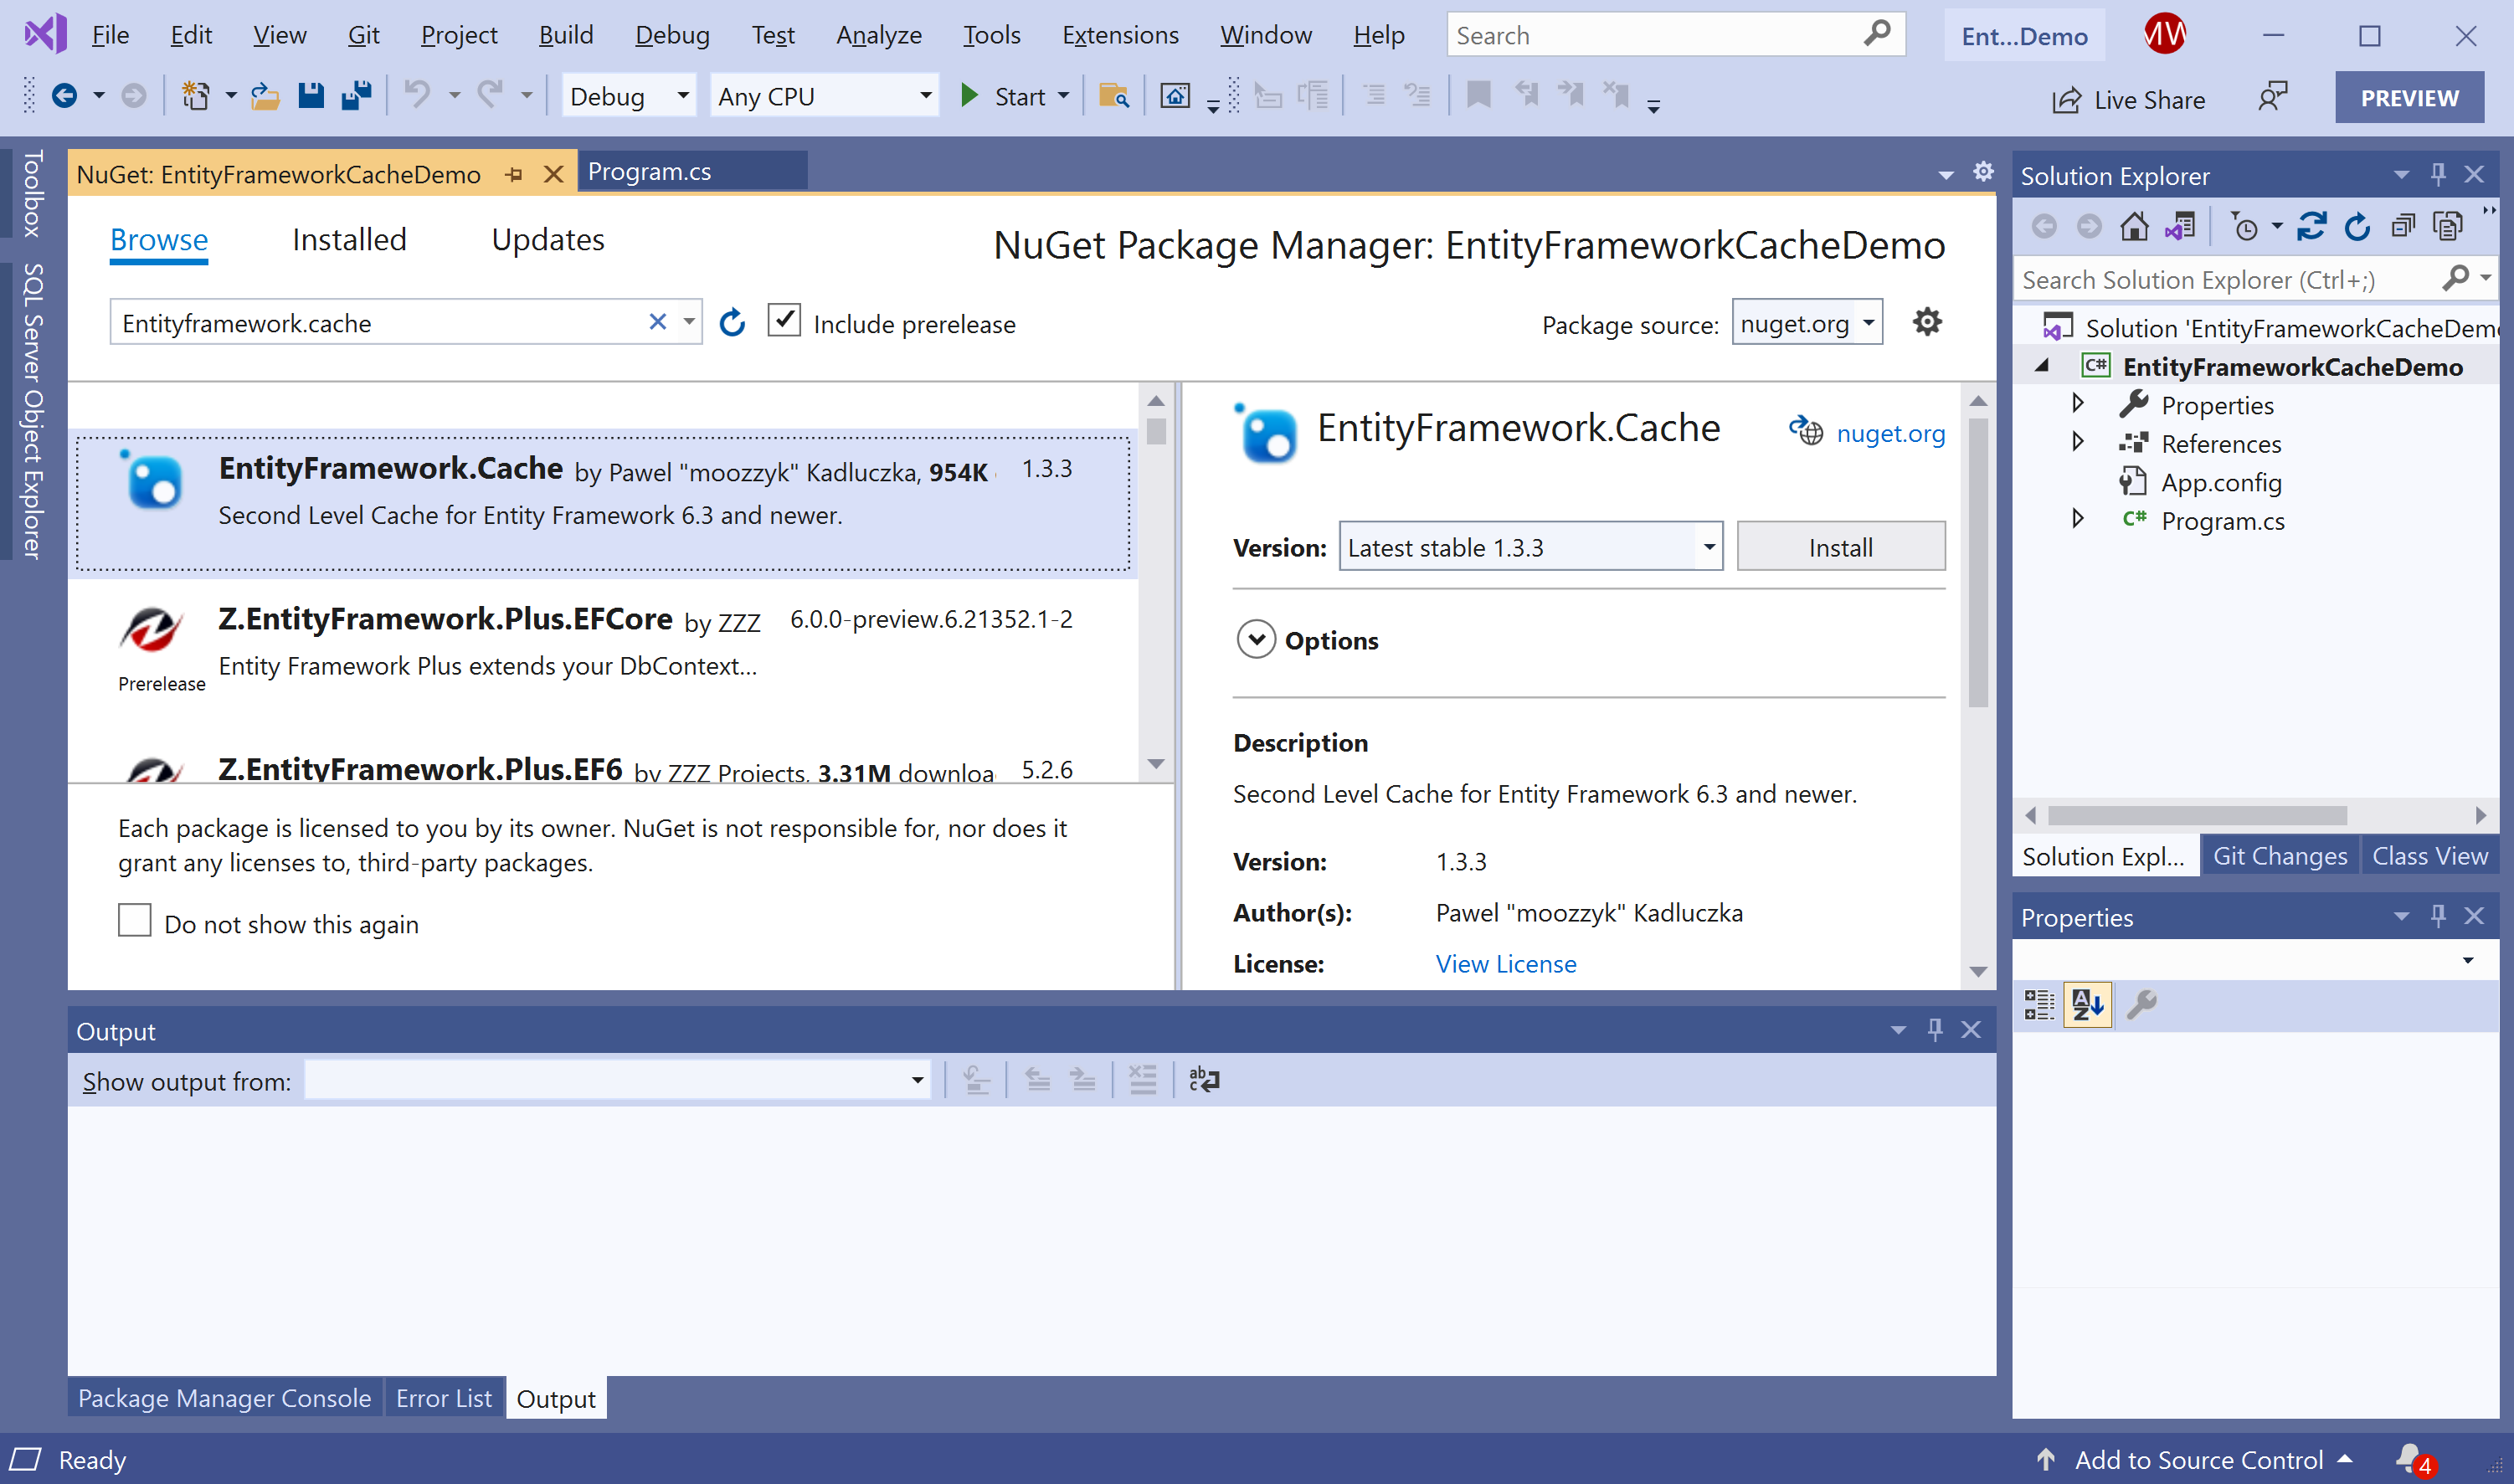 File Edit View Git Project Build Debug Test Analyze Tools Extensions Window Help Search Ent...Demo MW
Debug Any CPU Start Live Share PREVIEW
Toolbox
SQL Server Object Explorer
NuGet: EntityFrameworkCacheDemo Program.cs
Browse Installed Updates NuGet Package Manager: EntityFrameworkCacheDemo
Entityframework.cache Include prerelease Package source: nuget.org
EntityFramework.Cache by Pawel "moozzyk" Kadluczka, 954K 1.3.3
Second Level Cache for Entity Framework 6.3 and newer.
Z.EntityFramework.Plus.EFCore by ZZZ 6.0.0-preview.6.21352.1-2
Entity Framework Plus extends your DbContext...
Prerelease
Z.EntityFramework.Plus.EF6 by ZZZ Projects, 3.31M downloa 5.2.6
Each package is licensed to you by its owner. NuGet is not responsible for, nor does it
grant any licenses to, third-party packages.
Do not show this again
EntityFramework.Cache nuget.org
Version: Latest stable 1.3.3 Install
Options
Description
Second Level Cache for Entity Framework 6.3 and newer.
Version: 1.3.3
Author(s): Pawel "moozzyk" Kadluczka
License: View License
Output
Show output from:
Package Manager Console Error List Output
Solution Explorer
Search Solution Explorer (Ctrl+;)
Solution 'EntityFrameworkCacheDem
C# EntityFrameworkCacheDemo
Properties
References
App.config
C# Program.cs
Solution Expl... Git Changes Class View
Properties
Ready Add to Source Control 4